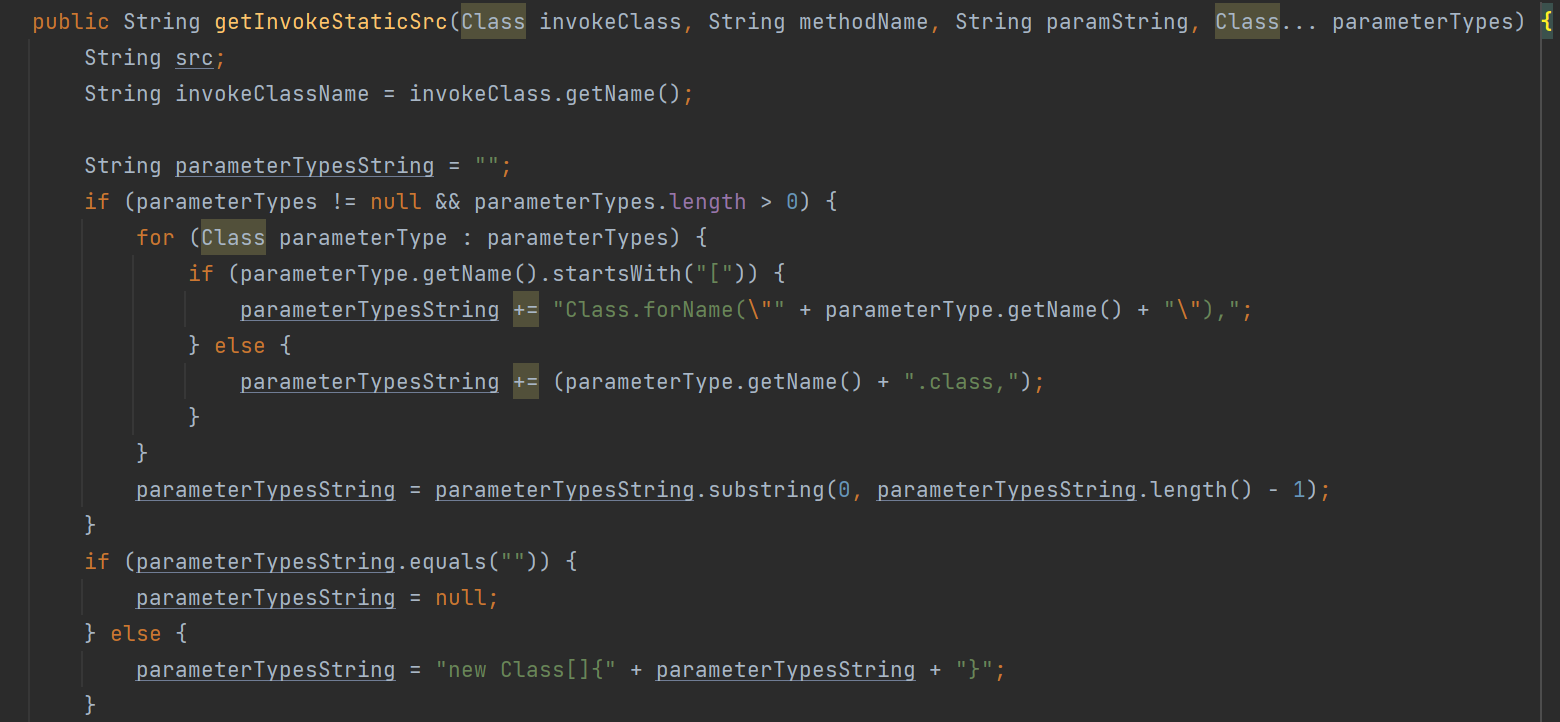 public String getInvokeStaticSrc(Class invokeClass, String methodName, String paramString, Class... parameterTypes) {
    String src;
    String invokeClassName = invokeClass.getName();

    String parameterTypesString = "";
    if (parameterTypes != null && parameterTypes.length > 0) {
        for (Class parameterType : parameterTypes) {
            if (parameterType.getName().startsWith("[")) {
                parameterTypesString += "Class.forName(\"" + parameterType.getName() + "\"),";
            } else {
                parameterTypesString += (parameterType.getName() + ".class,");
            }
        }
        parameterTypesString = parameterTypesString.substring(0, parameterTypesString.length() - 1);
    }
    if (parameterTypesString.equals("")) {
        parameterTypesString = null;
    } else {
        parameterTypesString = "new Class[]{" + parameterTypesString + "}";
    }